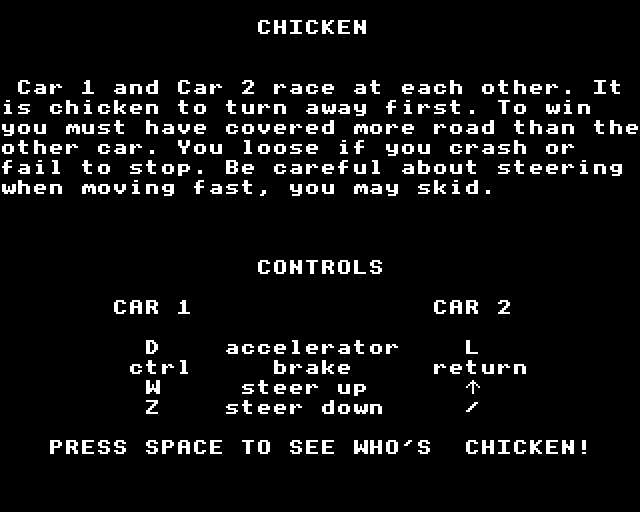 CHICKEN
Car 1 and Car 2 race at each other. It
is chicken to turn away first. To win
you must have covered more road than the
other car. You loose if you crash or
fail to stop. Be careful about steering
when moving fast, you may skid.
CONTROLS
CAR 1 CAR 2
D accelerator L
ctrl brake return
W steer up ↑
Z steer down /
PRESS SPACE TO SEE WHO'S  CHICKEN!